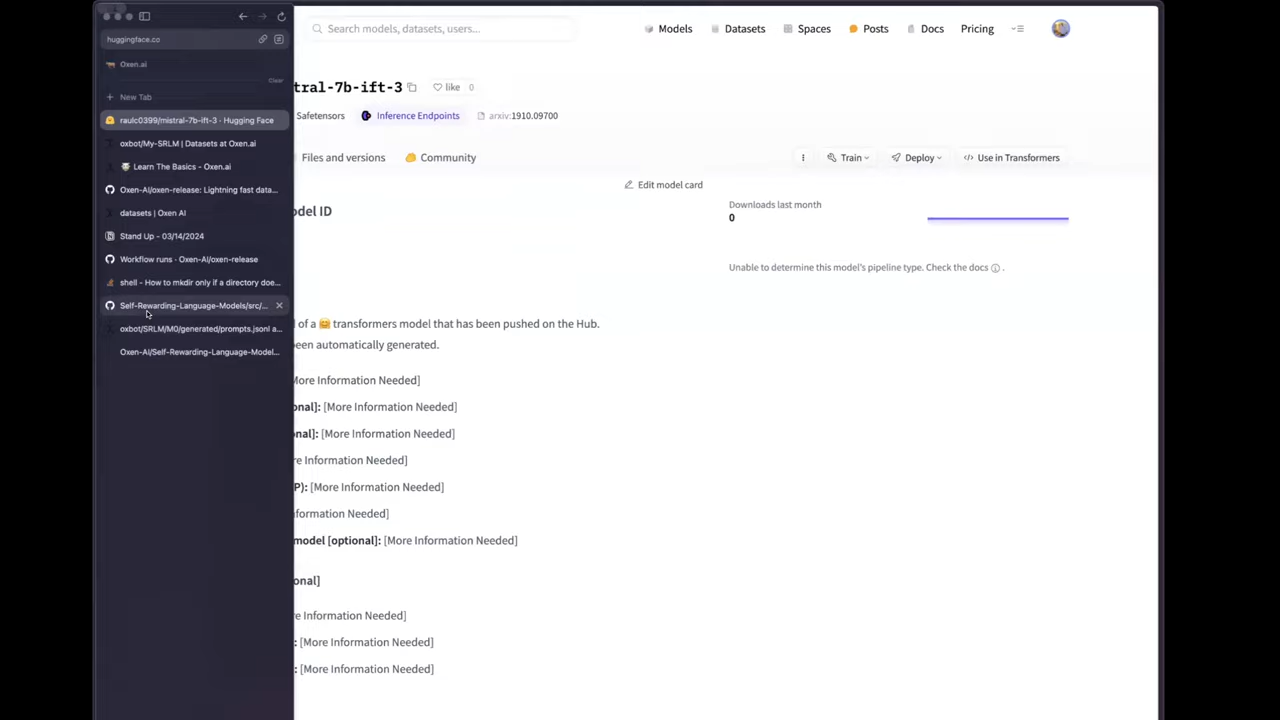 huggingface.co
Oxen.ai
Clear
New Tab
raulc0399/mistral-7b-ift-3 · Hugging Face
oxbot/My-SRLM | Datasets at Oxen.ai
Learn The Basics - Oxen.ai
Oxen-AI/oxen-release: Lightning fast data...
datasets | Oxen AI
Stand Up - 03/14/2024
Workflow runs · Oxen-AI/oxen-release
shell - How to mkdir only if a directory doe...
Self-Rewarding-Language-Models/src/...
oxbot/SRLM/M0/generated/prompts.jsonl a...
Oxen-AI/Self-Rewarding-Language-Model...
Search models, datasets, users...
Models
Datasets
Spaces
Posts
Docs
Pricing
tral-7b-ift-3
like 0
Safetensors
Inference Endpoints
arxiv:1910.09700
Files and versions
Community
Train
Deploy
Use in Transformers
Edit model card
odel ID
Downloads last month
0
Unable to determine this model's pipeline type. Check the docs
of a 🤗 transformers model that has been pushed on the Hub.
een automatically generated.
More Information Needed]
onal]: [More Information Needed]
nal]: [More Information Needed]
re Information Needed]
P): [More Information Needed]
nformation Needed]
model [optional]: [More Information Needed]
onal]
re Information Needed]
: [More Information Needed]
: [More Information Needed]